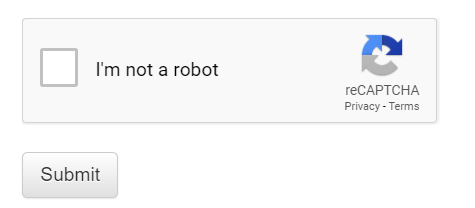 I'm not a robot
reCAPTCHA
Privacy - Terms
Submit